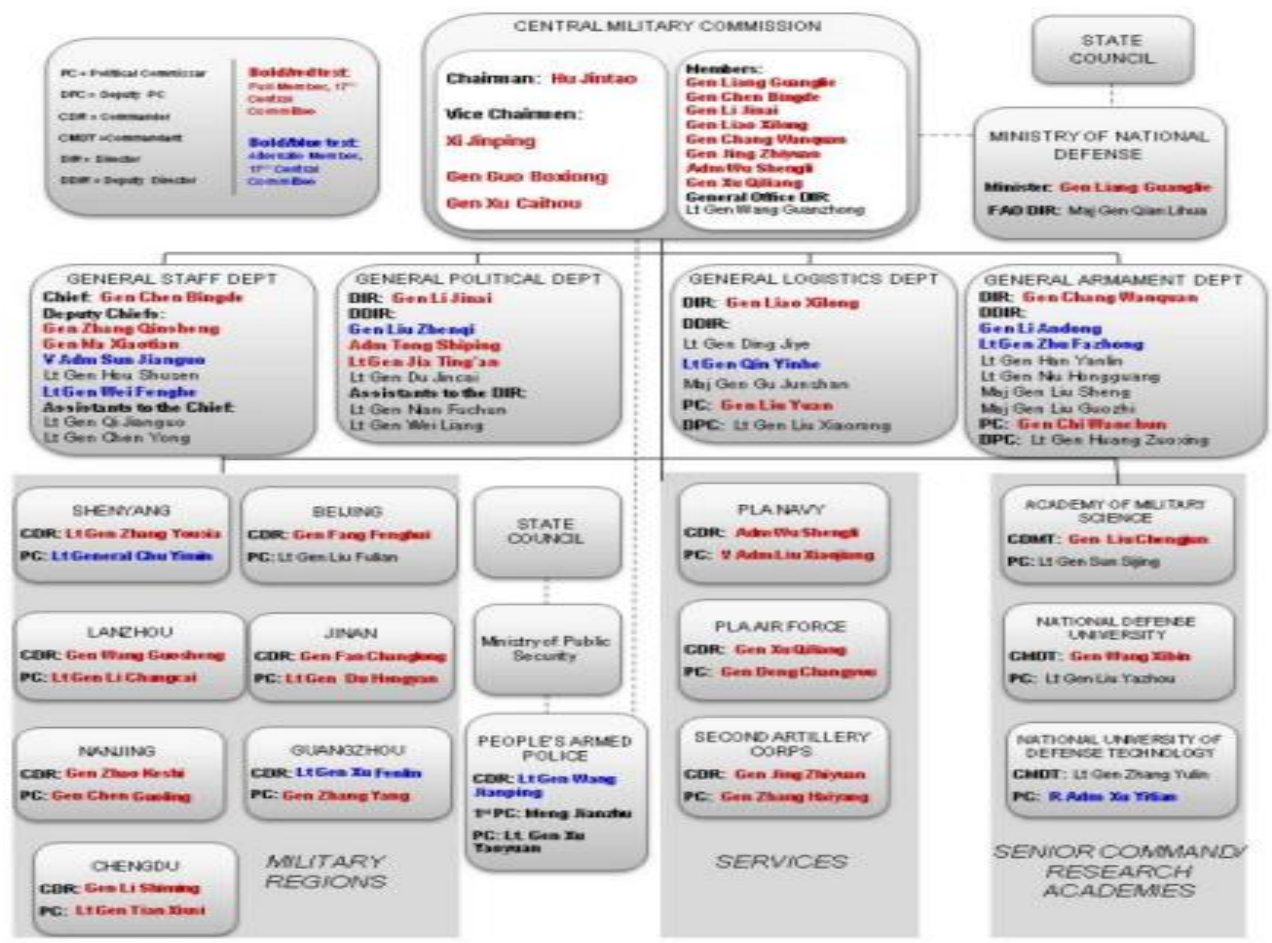 CENTRAL MILITARY COMMISSION
Chairman: Hu Jintao
Vice Chairmen:
Xi Jinping
Gen Guo Boxiong
Gen Xu Caihou
Members:
Gen Liang Guanglie
Gen Chen Bingde
Gen Li Jinai
Gen Liao Xilong
Gen Chang Wanquan
Gen Jing Zhiyuan
Adm Wu Shengli
Gen Xu Qiliang
General Office DIR:
Lt Gen Wang Guanzhong
PC = Political Commissar
DPC = Deputy PC
CDR = Commander
CMDT = Commandant
DIR = Director
DDIR = Deputy Director
Bold/red text:
Full Member, 17th
Central
Committee
Bold/blue text:
Alternate Member,
17th Central
Committee
STATE
COUNCIL
MINISTRY OF NATIONAL
DEFENSE
Minister: Gen Liang Guanglie
FAO DIR: Maj Gen Qian Lihua
GENERAL STAFF DEPT
Chief: Gen Chen Bingde
Deputy Chiefs:
Gen Zhang Qinsheng
Gen Ma Xiaotian
V Adm Sun Jianguo
Lt Gen Hou Shusen
Lt Gen Wei Fenghe
Assistants to the Chief:
Lt Gen Qi Jianguo
Lt Gen Chen Yong
GENERAL POLITICAL DEPT
DIR: Gen Li Jinai
DDIR:
Gen Liu Zhenqi
Adm Tong Shiping
Lt Gen Jia Ting'an
Lt Gen Du Jincai
Assistants to the DIR:
Lt Gen Nian Fuchun
Lt Gen Wei Liang
GENERAL LOGISTICS DEPT
DIR: Gen Liao Xilong
DDIR:
Lt Gen Ding Jiye
Lt Gen Qin Yinhe
Maj Gen Gu Junshan
PC: Gen Liu Yuan
DPC: Lt Gen Liu Xiaorong
GENERAL ARMAMENT DEPT
DIR: Gen Chang Wanquan
DDIR:
Gen Li Andong
Lt Gen Zhu Fazhong
Lt Gen Han Yanlin
Lt Gen Niu Hongguang
Maj Gen Liu Sheng
Maj Gen Liu Guozhi
PC: Gen Chi Wanchun
DPC: Lt Gen Huang Zuoxing
SHENYANG
CDR: Lt Gen Zhang Youxia
PC: Lt General Chu Yimin
BEIJING
CDR: Gen Fang Fenghui
PC: Lt Gen Liu Fulian
LANZHOU
CDR: Gen Wang Guosheng
PC: Lt Gen Li Changcai
JINAN
CDR: Gen Fan Changlong
PC: Lt Gen Du Hengyan
NANJING
CDR: Gen Zhao Keshi
PC: Gen Chen Guoling
GUANGZHOU
CDR: Lt Gen Xu Fenlin
PC: Gen Zhang Yang
CHENGDU
CDR: Gen Li Shiming
PC: Lt Gen Tian Xiusi
MILITARY
REGIONS
STATE
COUNCIL
Ministry of Public
Security
PEOPLE'S ARMED
POLICE
CDR: Lt Gen Wang
Jianping
1st PC: Meng Jianzhu
PC: Lt. Gen Xu
Yaoyuan
PLA NAVY
CDR: Adm Wu Shengli
PC: V Adm Liu Xiaojiang
PLA AIR FORCE
CDR: Gen Xu Qiliang
PC: Gen Deng Changyou
SECOND ARTILLERY
CORPS
CDR: Gen Jing Zhiyuan
PC: Gen Zhang Haiyang
SERVICES
ACADEMY OF MILITARY
SCIENCE
CDMT: Gen Liu Chengjun
PC: Lt Gen Sun Sijing
NATIONAL DEFENSE
UNIVERSITY
CMDT: Gen Wang Xibin
PC: Lt Gen Liu Yazhou
NATIONAL UNIVERSITY OF
DEFENSE TECHNOLOGY
CMDT: Lt Gen Zhang Yulin
PC: R Adm Xu Yitian
SENIOR COMMAND/
RESEARCH
ACADEMIES